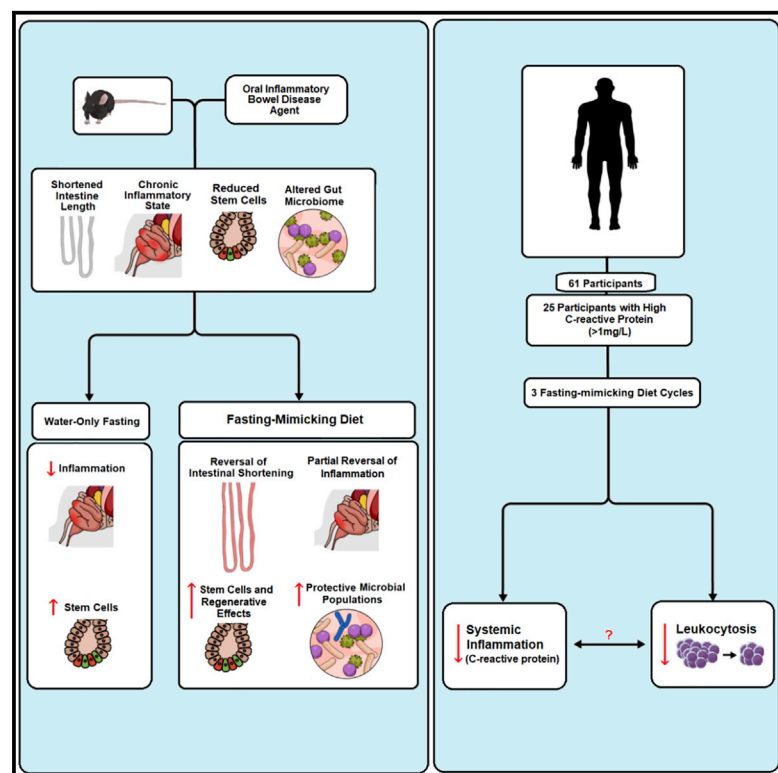 Oral Inflammatory
Bowel Disease
Agent
Shortened
Intestine
Length
Chronic
Inflammatory
State
Reduced
Stem Cells
Altered Gut
Microbiome
Water-Only Fasting
Fasting-Mimicking Diet
↓ Inflammation
↑ Stem Cells
Reversal of
Intestinal Shortening
Partial Reversal of
Inflammation
↑ Stem Cells and
Regenerative
Effects
↑ Protective Microbial
Populations
61 Participants
25 Participants with High
C-reactive Protein
(>1mg/L)
3 Fasting-mimicking Diet Cycles
↓ Systemic
Inflammation
(C-reactive protein)
?
↓ Leukocytosis